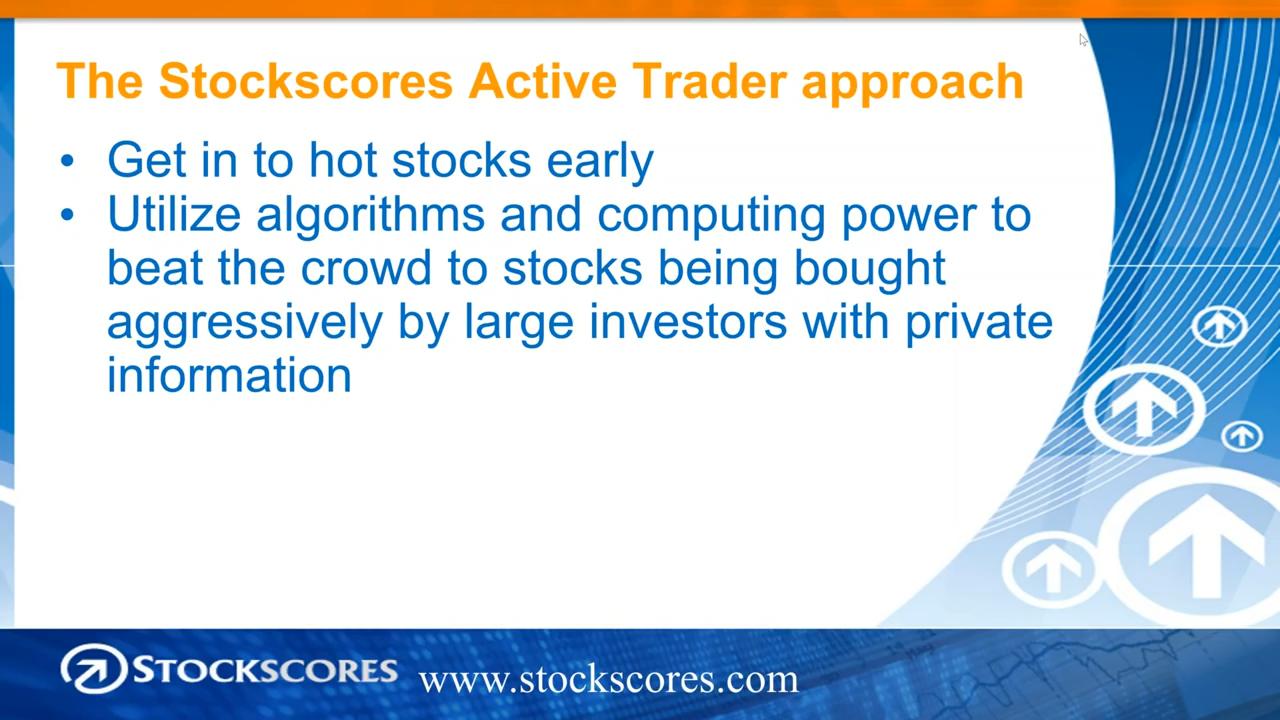 The Stockscores Active Trader approach
• Get in to hot stocks early
• Utilize algorithms and computing power to
beat the crowd to stocks being bought
aggressively by large investors with private
information
STOCKSCORES www.stockscores.com